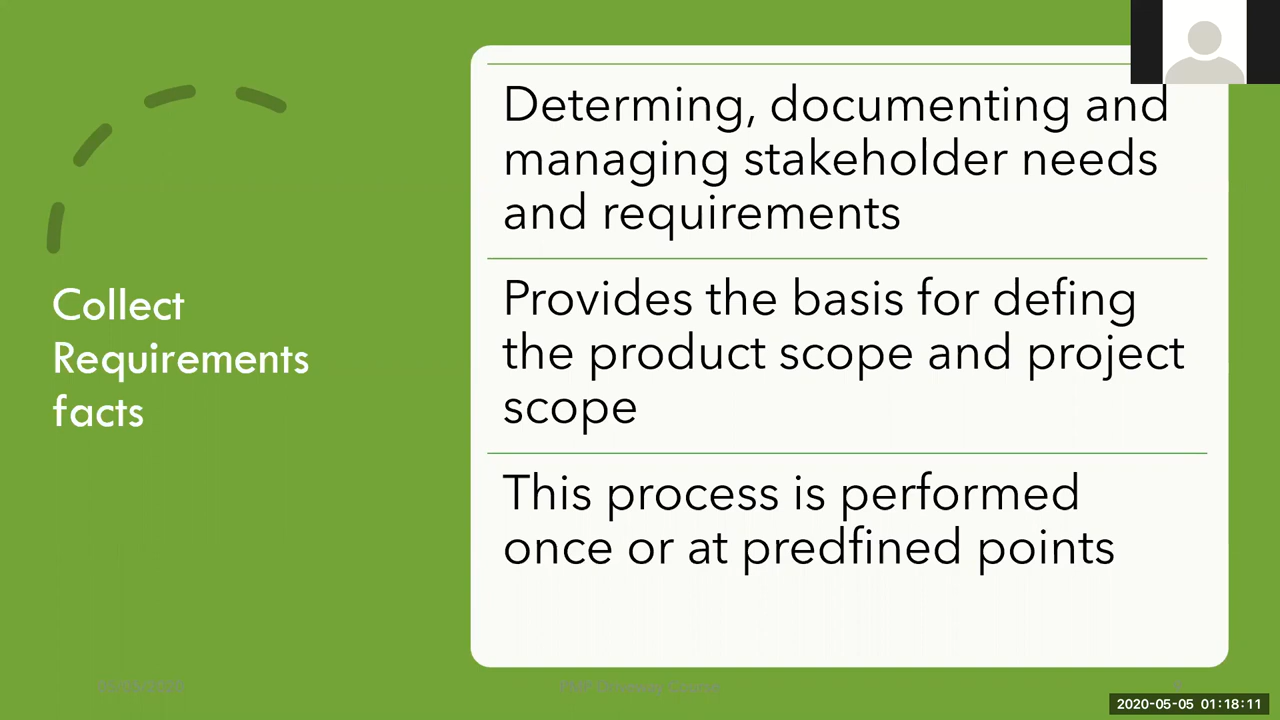 Collect
Requirements
facts
Determing, documenting and
managing stakeholder needs
and requirements
Provides the basis for defing
the product scope and project
scope
This process is performed
once or at predfined points
2020-05-05 01:18:11